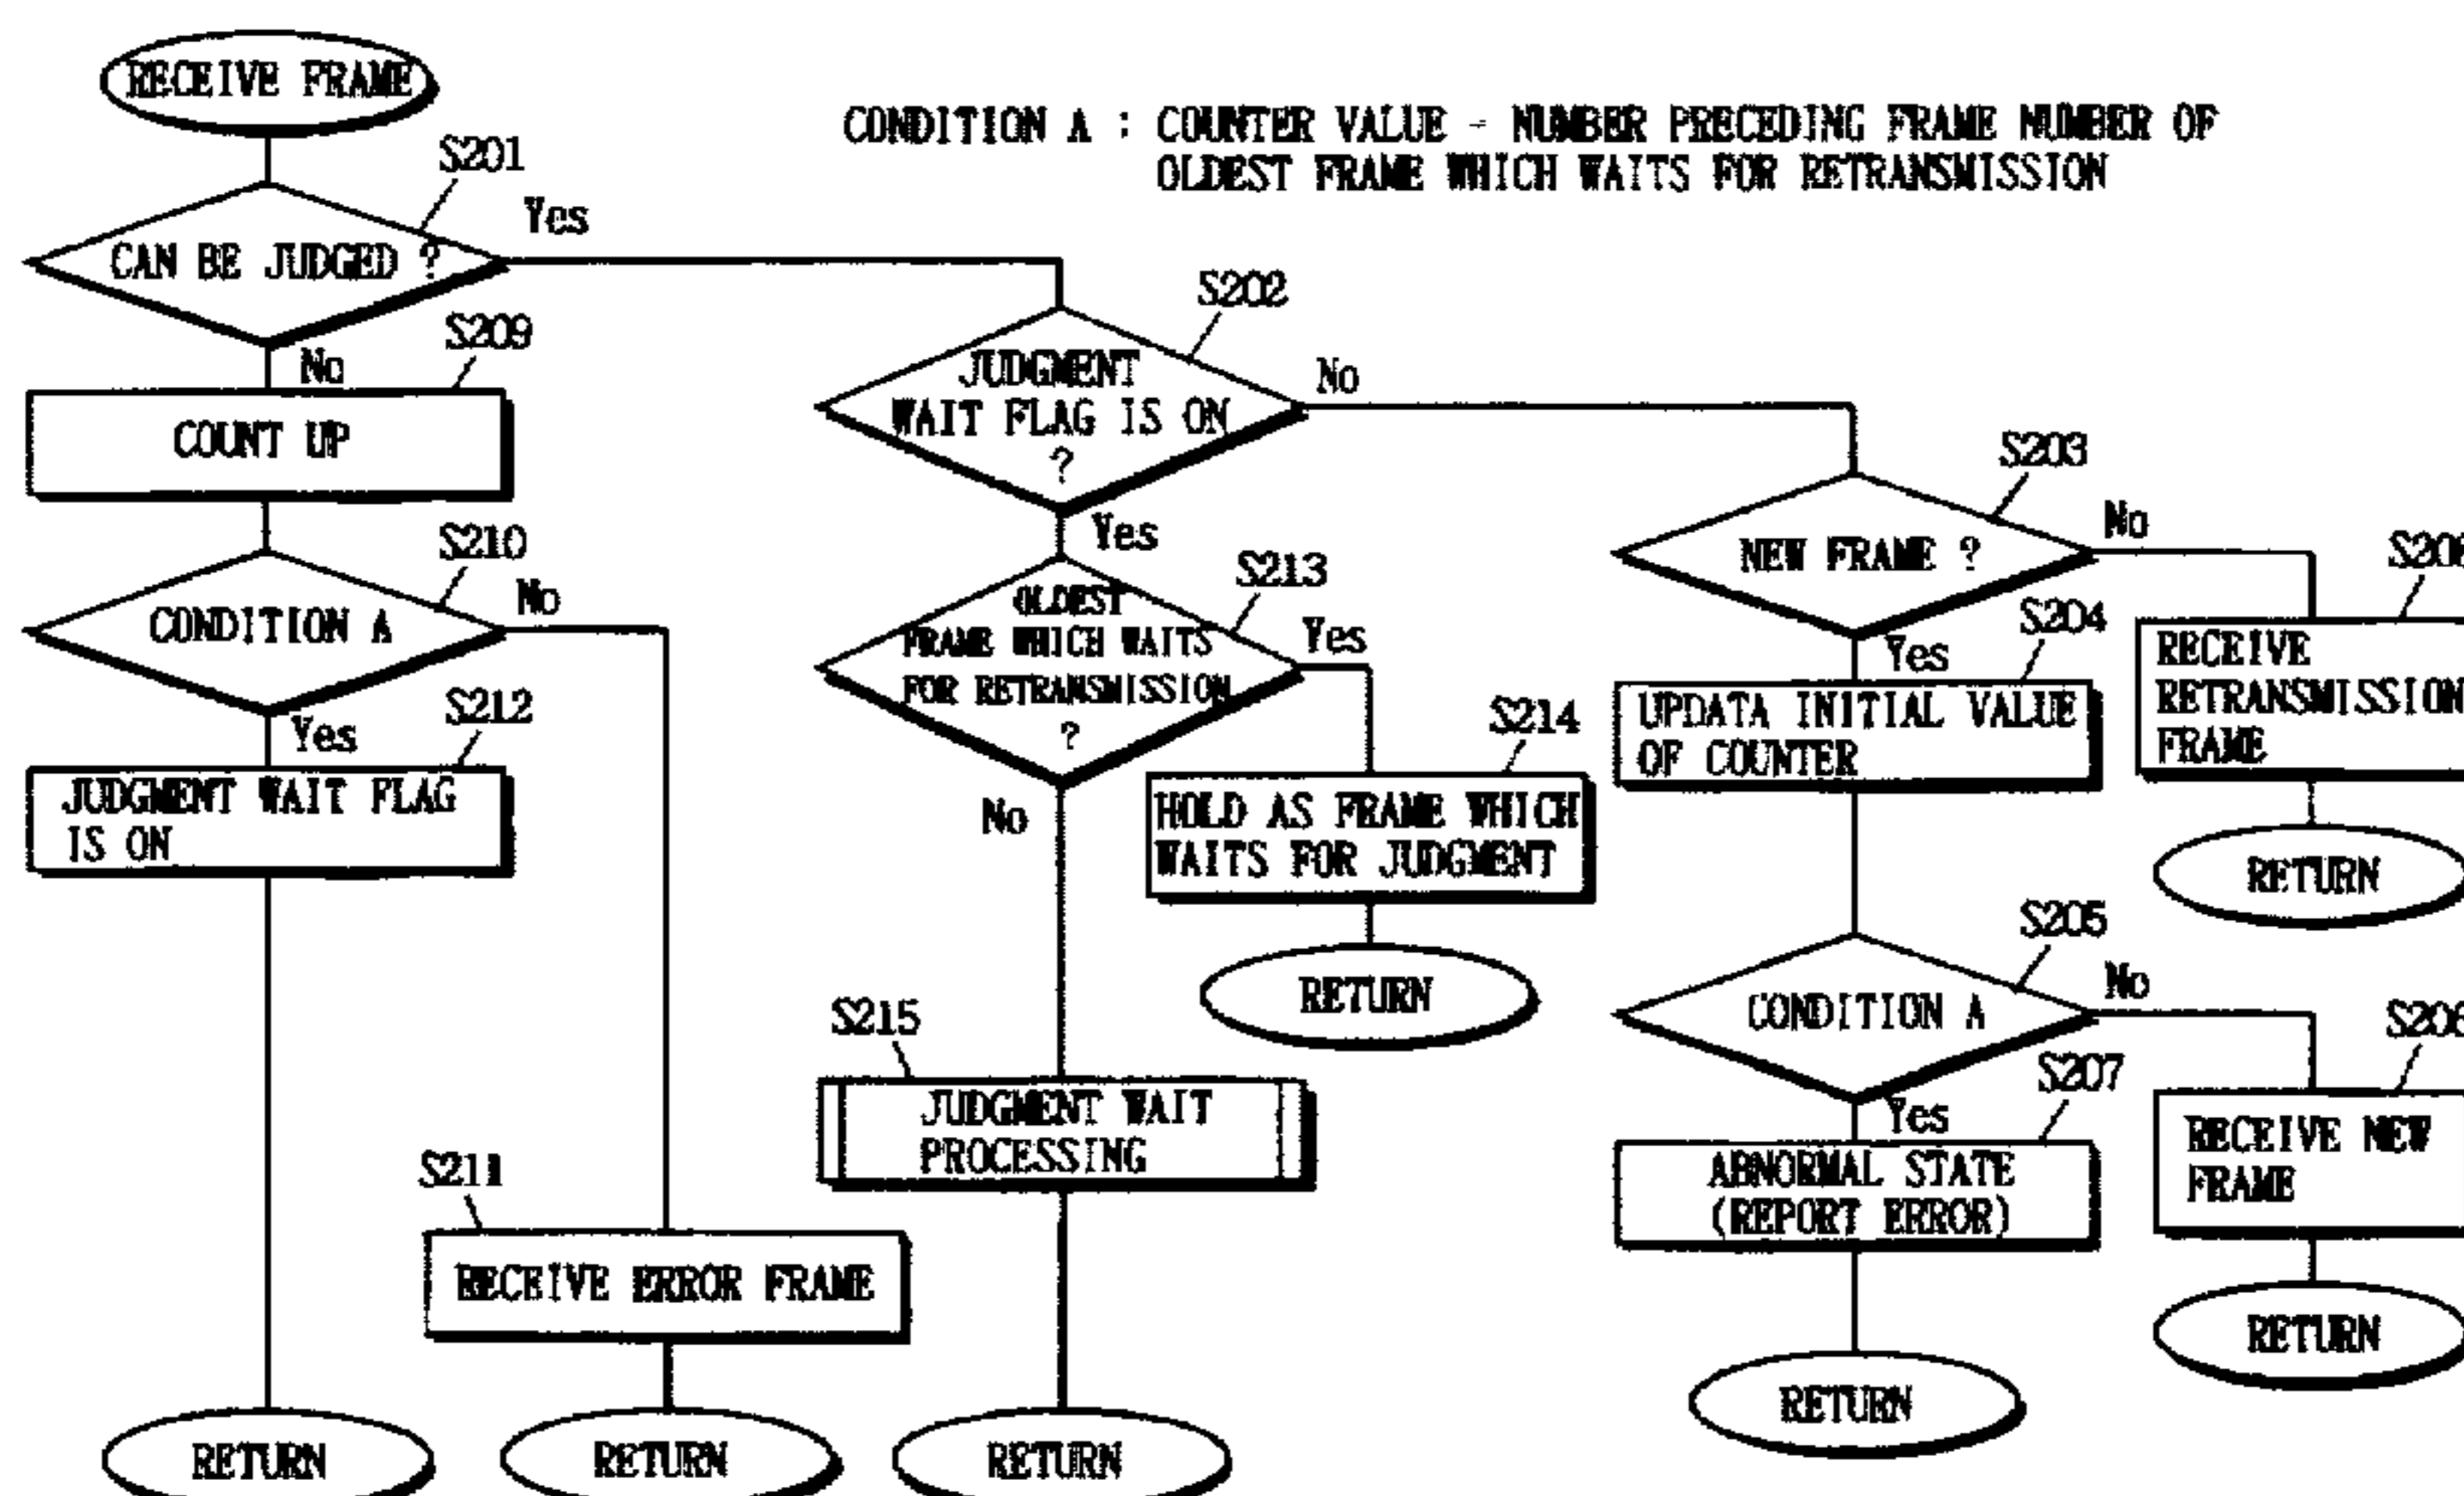 RECEIVE FRAME
CONDITION A : COUNTER VALUE = NUMBER PRECEDING FRAME NUMBER OF
OLDEST FRAME WHICH WAITS FOR RETRANSMISSION
S201
CAN BE JUDGED ?
Yes
No
S209
COUNT UP
S210
CONDITION A
No
Yes
S212
JUDGMENT WAIT FLAG
IS ON
RETURN
S211
RECEIVE ERROR FRAME
RETURN
S202
JUDGMENT
WAIT FLAG IS ON
?
No
Yes
S213
OLDEST
FRAME WHICH WAITS
FOR RETRANSMISSION
?
Yes
No
S214
HOLD AS FRAME WHICH
WAITS FOR JUDGMENT
RETURN
S215
JUDGMENT WAIT
PROCESSING
RETURN
S203
NEW FRAME ?
No
Yes
S204
UPDATA INITIAL VALUE
OF COUNTER
S205
CONDITION A
No
Yes
S207
ABNORMAL STATE
(REPORT ERROR)
RETURN
RECEIVE
RETRANSMISSION
FRAME
RETURN
RECEIVE NEW
FRAME
RETURN